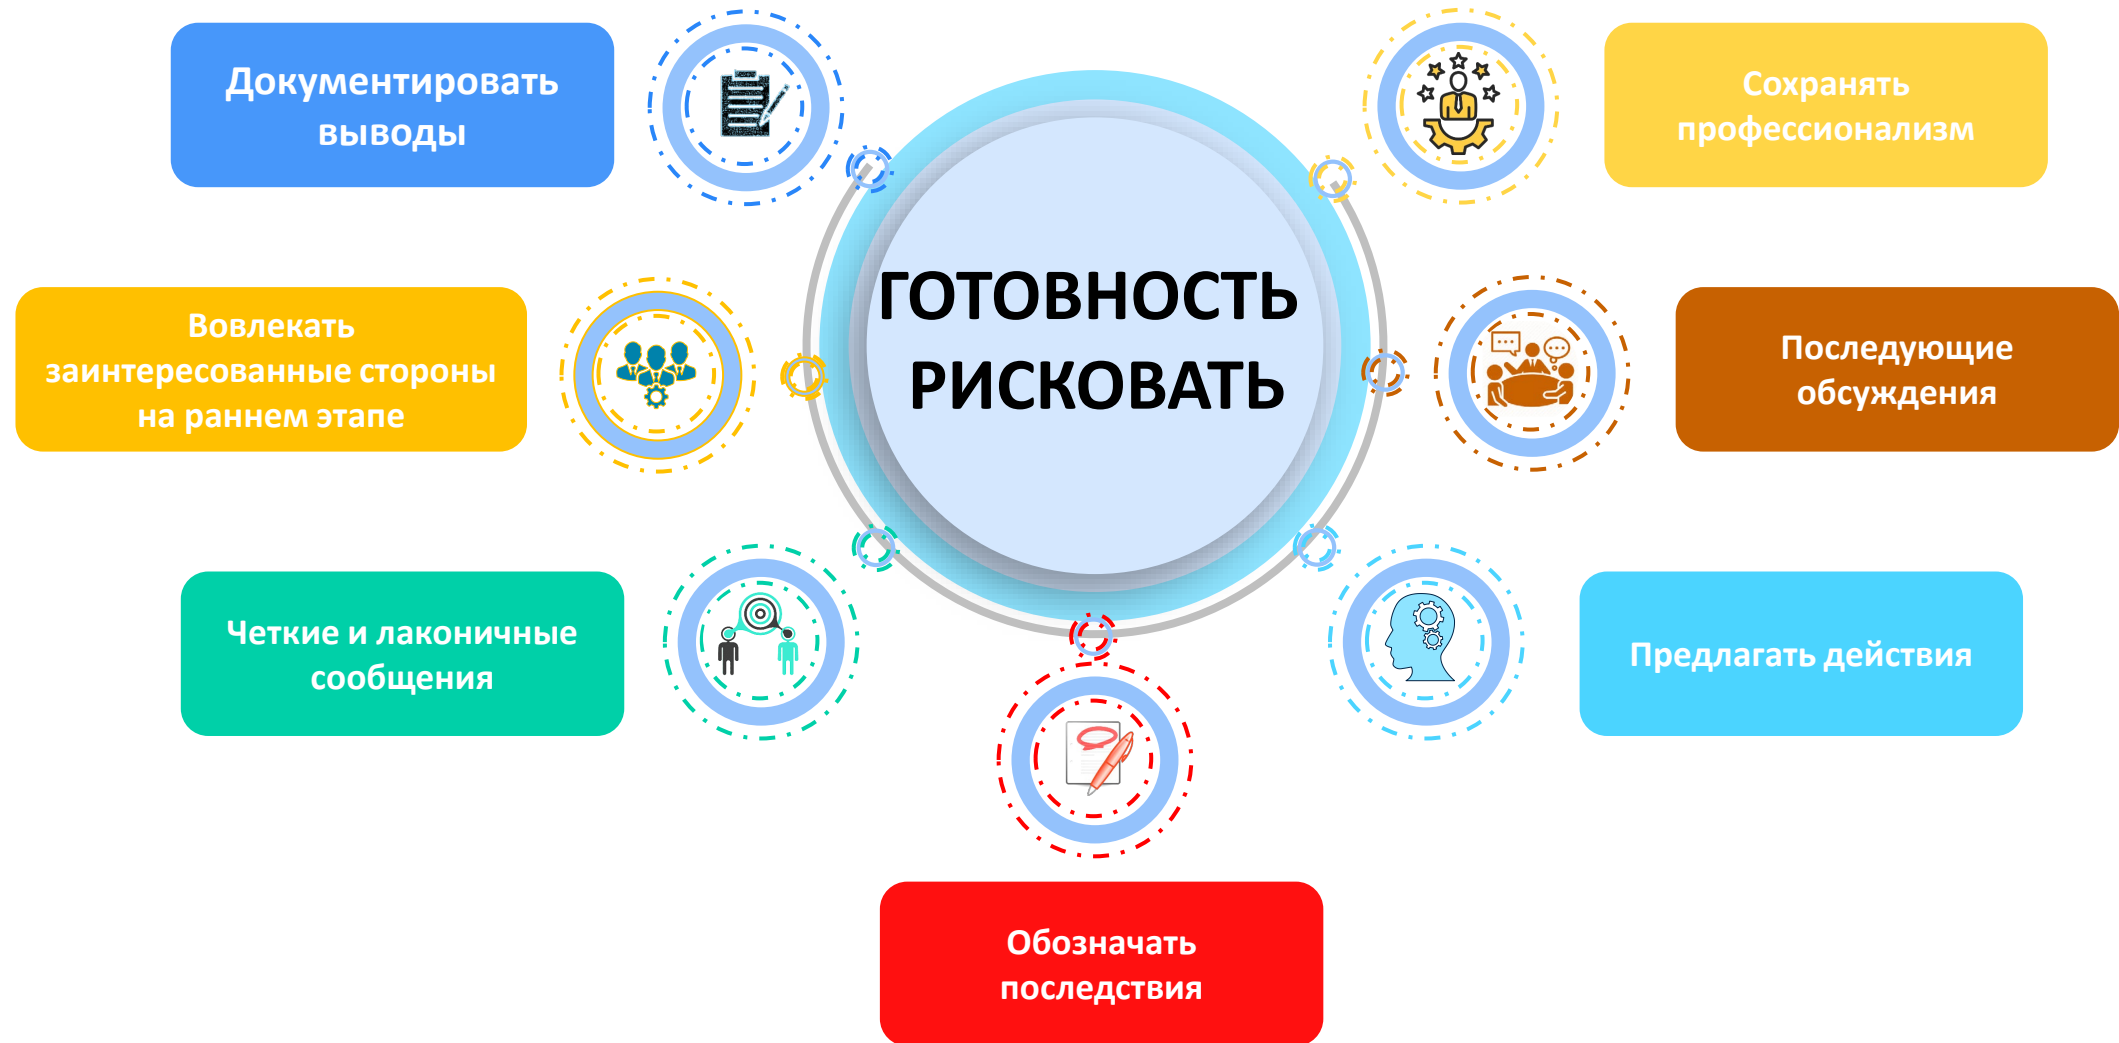 Документировать
выводы
Сохранять
профессионализм
ГОТОВНОСТЬ
РИСКОВАТЬ
Вовлекать
заинтересованные стороны
на раннем этапе
Последующие
обсуждения
Четкие и лаконичные
сообщения
Предлагать действия
Обозначать
последствия